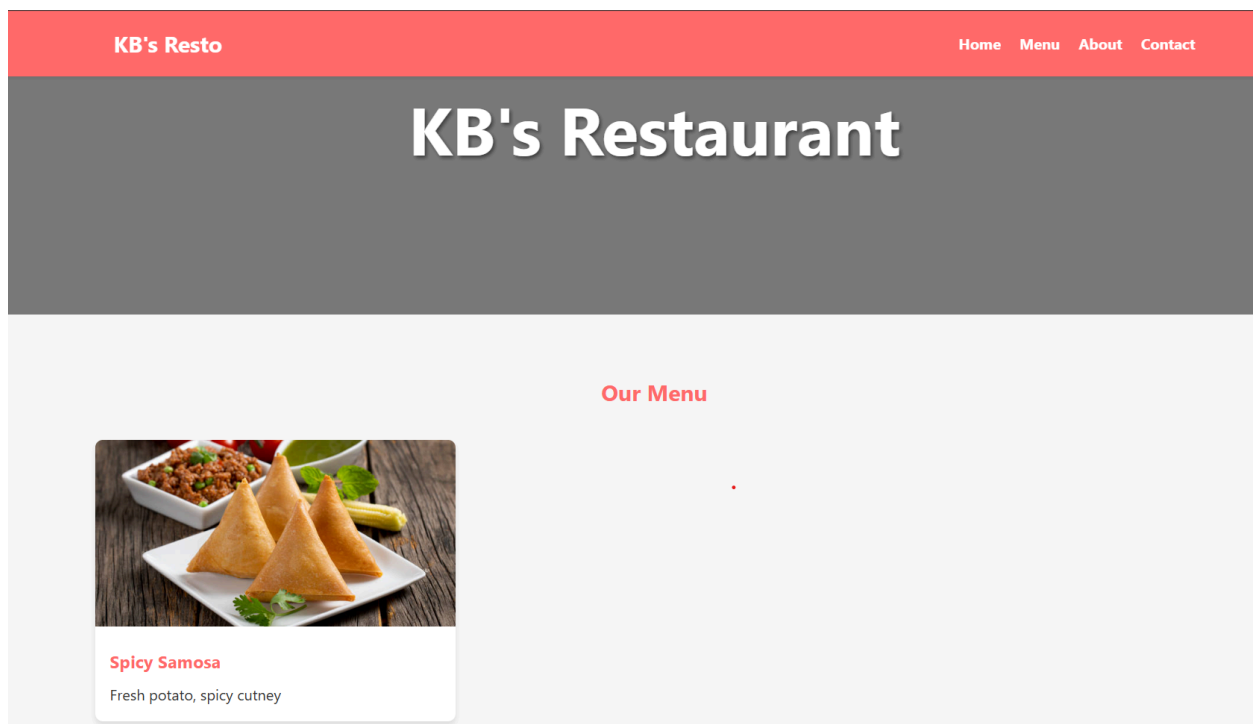 KB's Resto
Home Menu About Contact
KB's Restaurant
Our Menu
Spicy Samosa
Fresh potato, spicy cutney